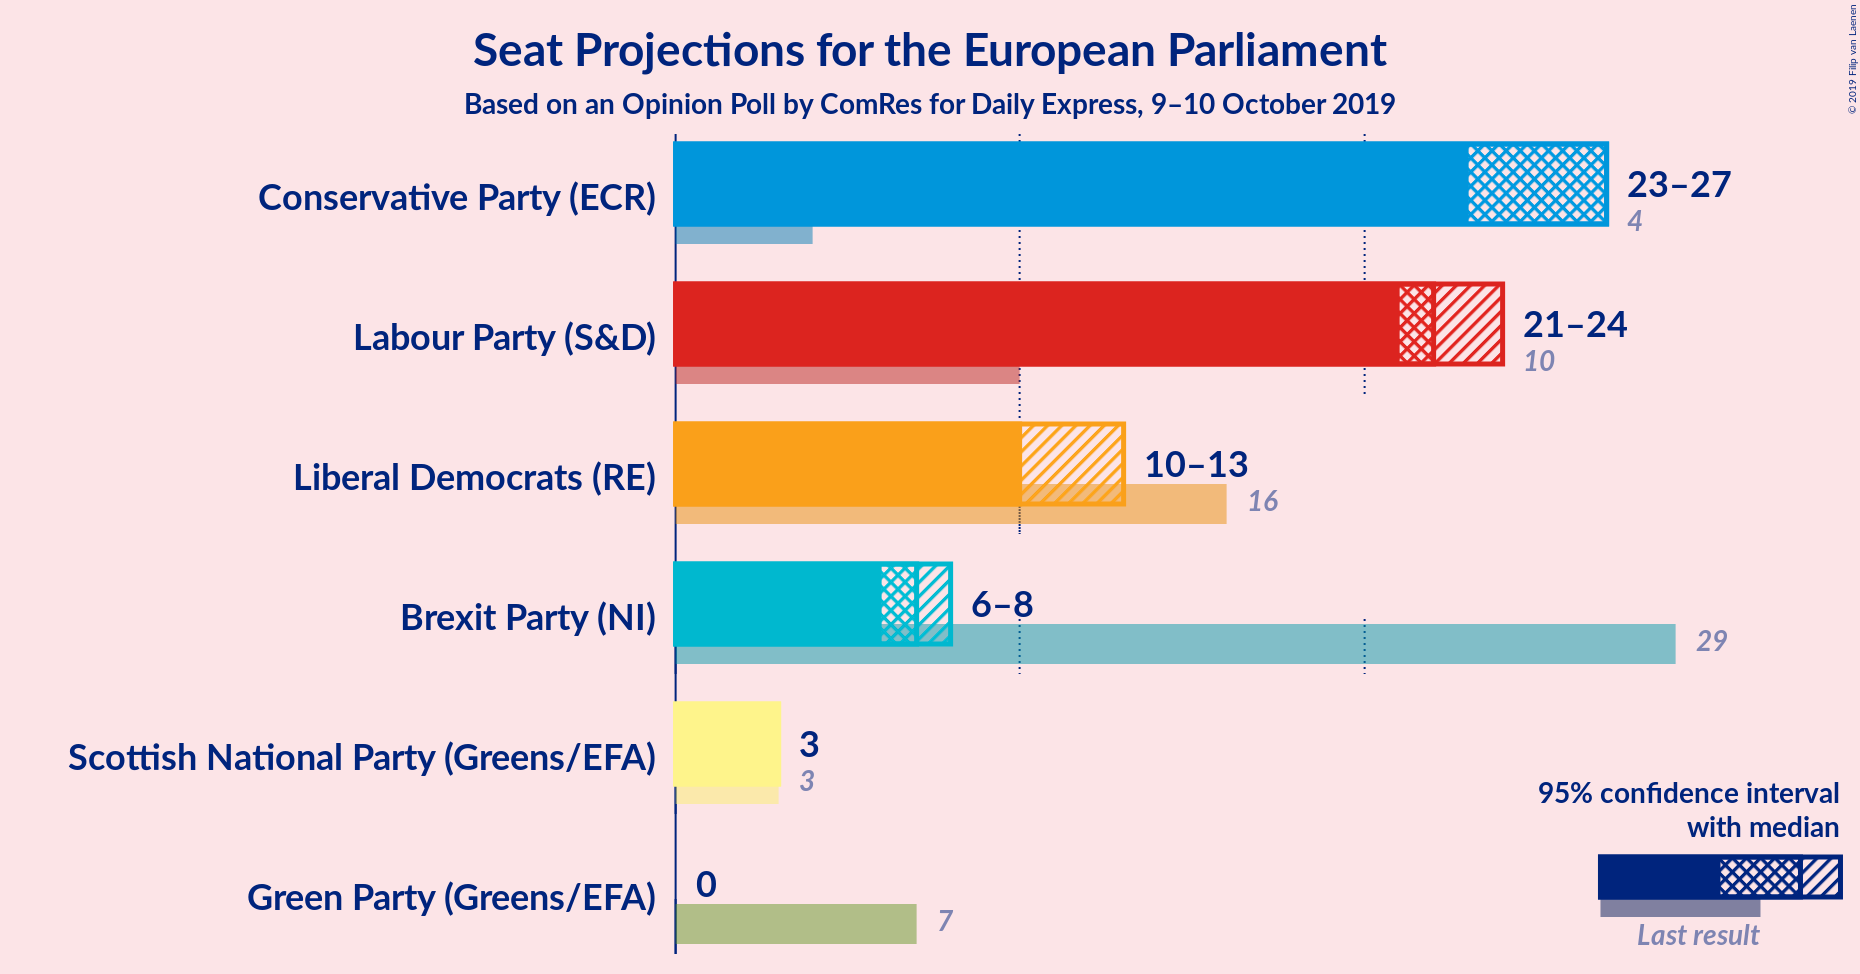 Seat Projections for the European Parliament
Based on an Opinion Poll by ComRes for Daily Express, 9–10 October 2019
© 2019 Filip van Laenen
Conservative Party (ECR)
23–27
4
Labour Party (S&D)
21–24
10
Liberal Democrats (RE)
10–13
16
Brexit Party (NI)
6–8
29
Scottish National Party (Greens/EFA)
3
3
Green Party (Greens/EFA)
0
7
95% confidence interval
with median
Last result